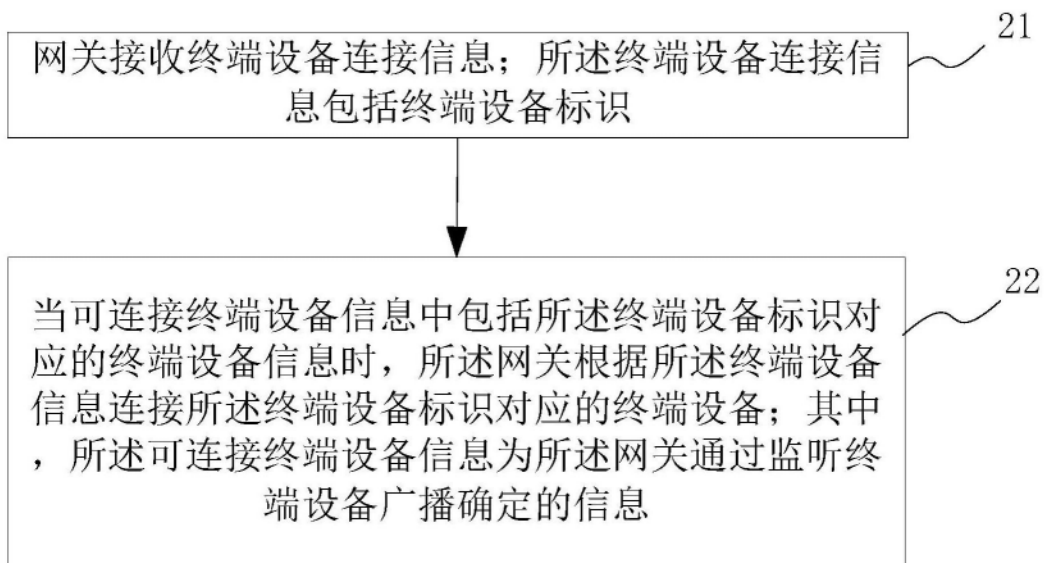 网关接收终端设备连接信息；所述终端设备连接信
息包括终端设备标识
21
当可连接终端设备信息中包括所述终端设备标识对
应的终端设备信息时，所述网关根据所述终端设备
信息连接所述终端设备标识对应的终端设备；其中
，所述可连接终端设备信息为所述网关通过监听终
端设备广播确定的信息
22